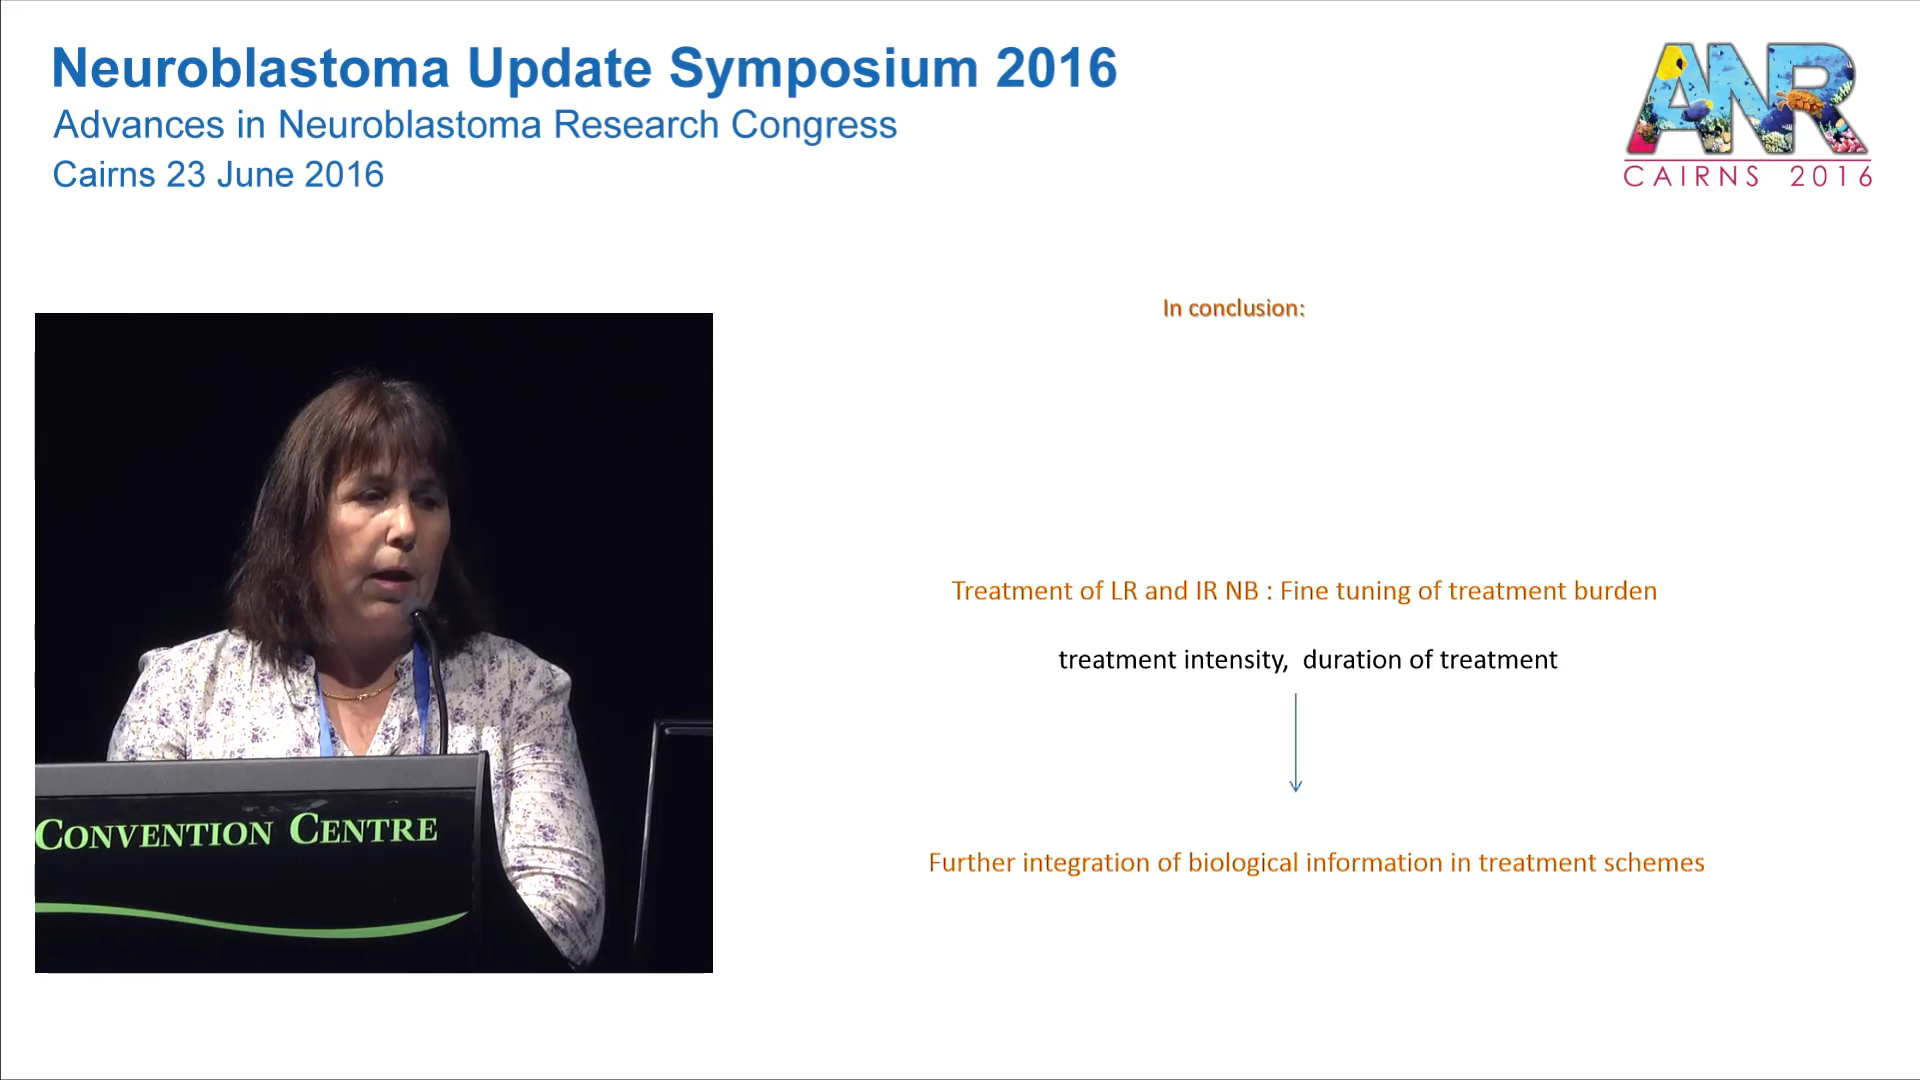 Neuroblastoma Update Symposium 2016
Advances in Neuroblastoma Research Congress
Cairns 23 June 2016
ANR
CAIRNS 2016
In conclusion:
Treatment of LR and IR NB : Fine tuning of treatment burden
treatment intensity, duration of treatment
Further integration of biological information in treatment schemes
CONVENTION CENTRE